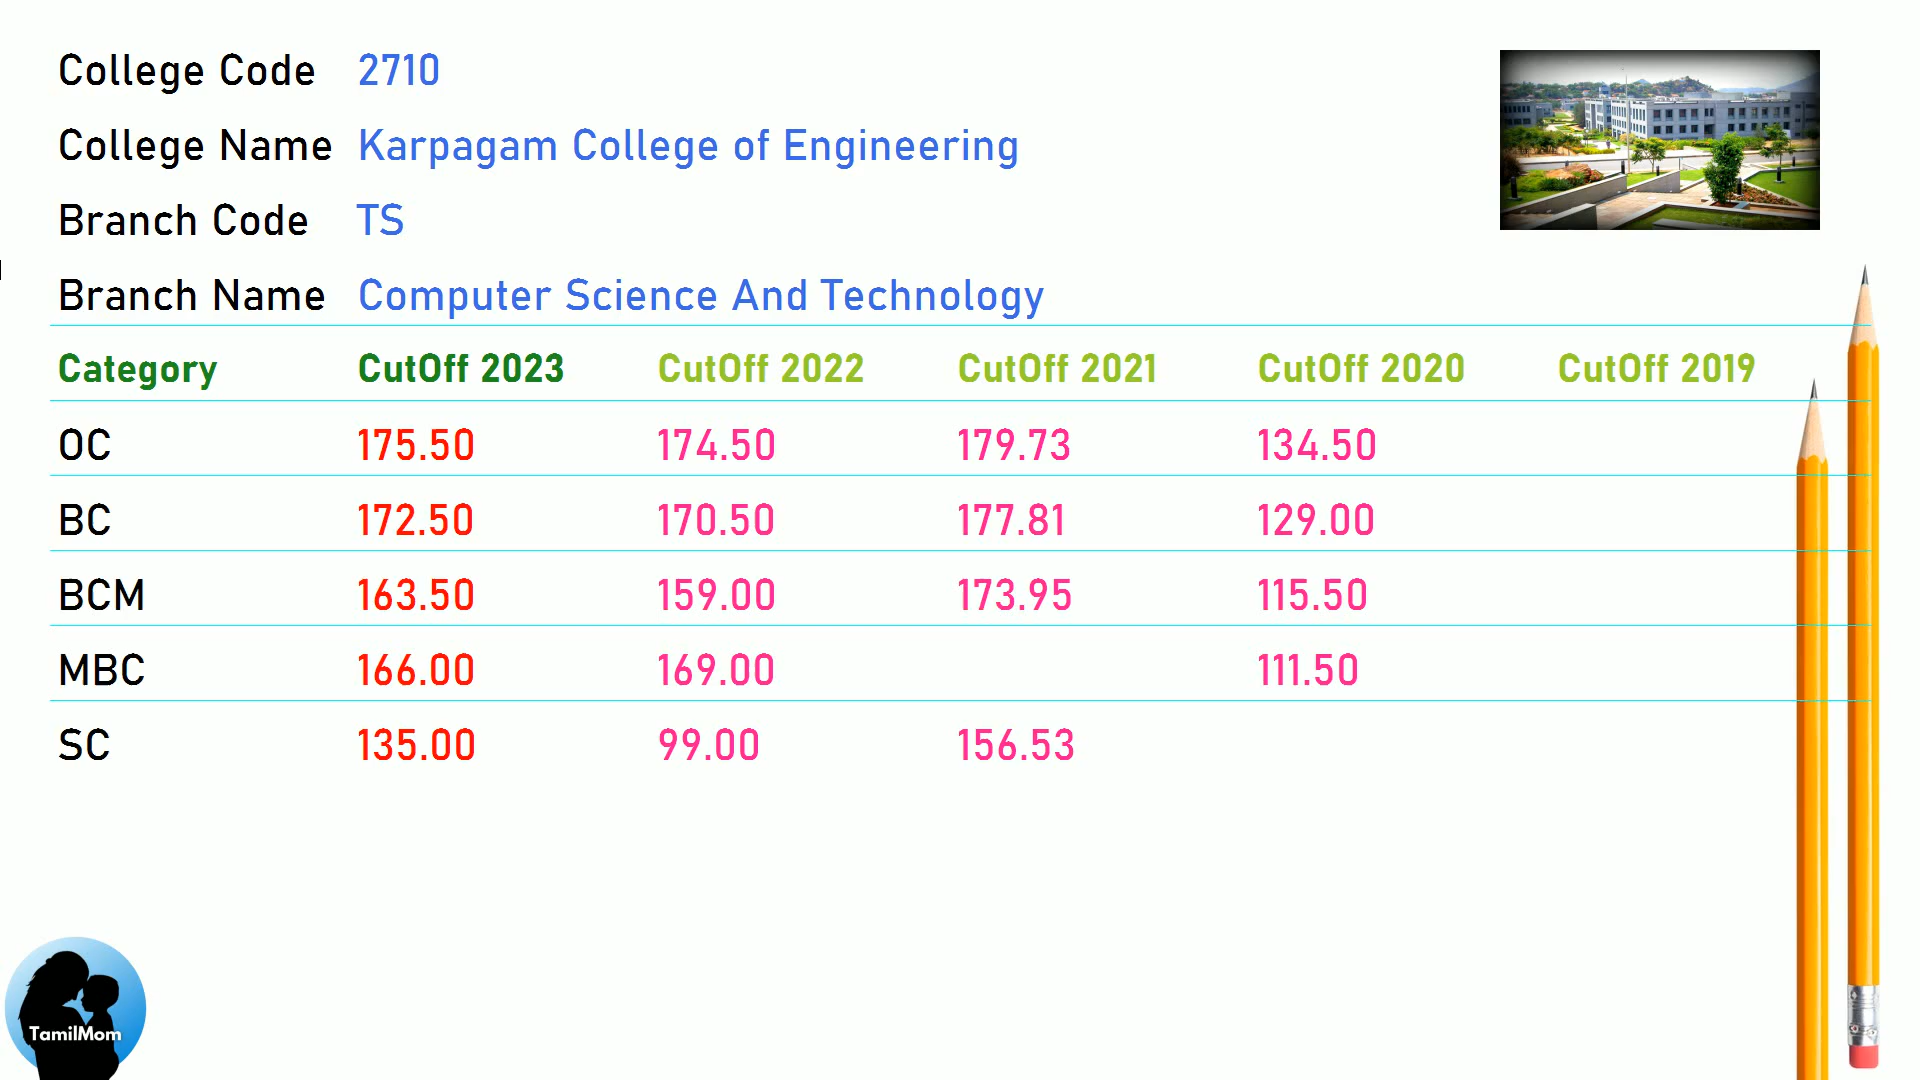 College Code 2710
College Name Karpagam College of Engineering
Branch Code TS
Branch Name Computer Science And Technology
Category CutOff 2023 CutOff 2022 CutOff 2021 CutOff 2020 CutOff 2019
OC 175.50 174.50 179.73 134.50
BC 172.50 170.50 177.81 129.00
BCM 163.50 159.00 173.95 115.50
MBC 166.00 169.00 111.50
SC 135.00 99.00 156.53
TamilMom